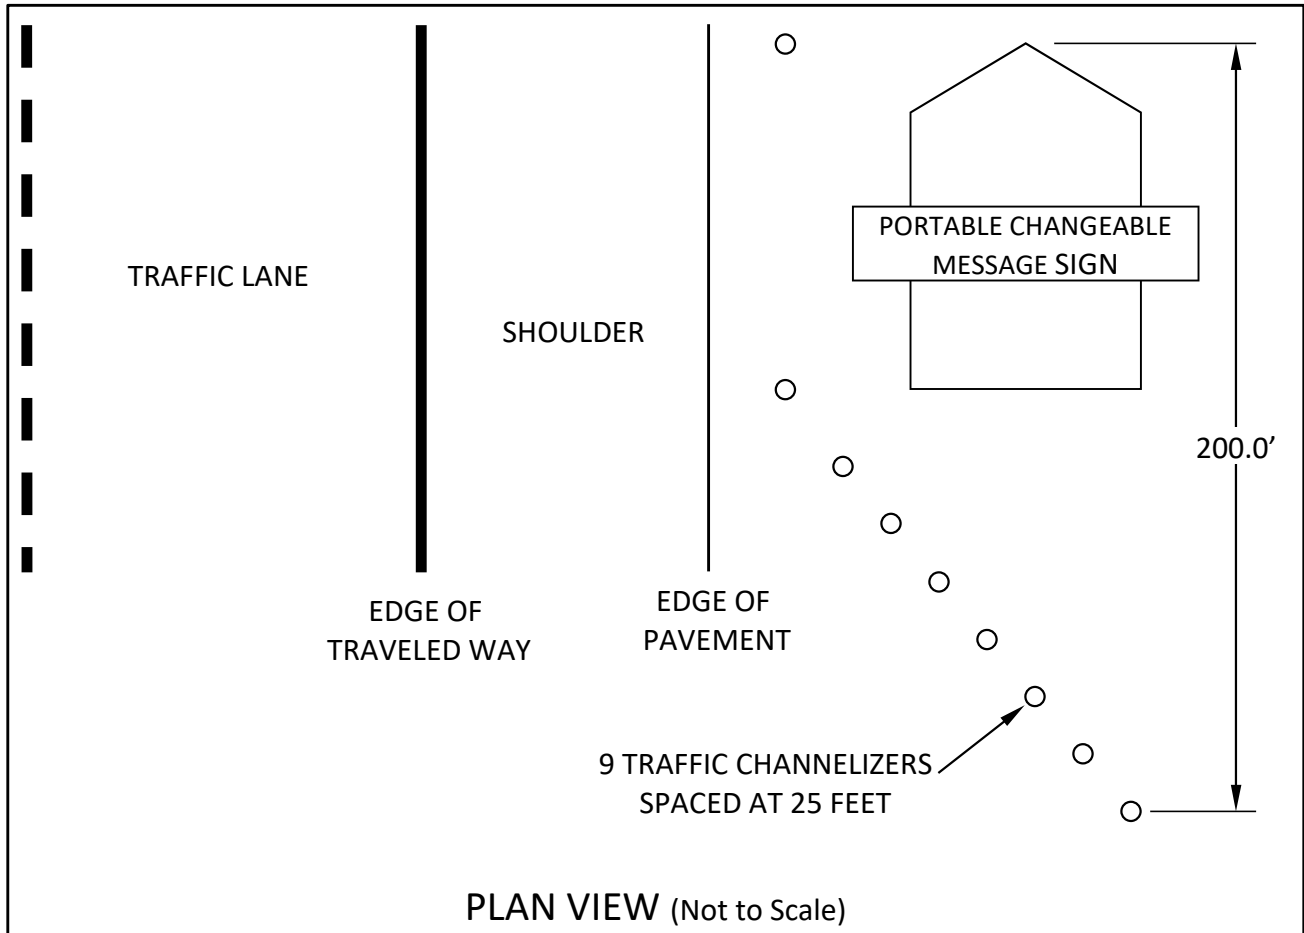 PORTABLE CHANGEABLE
MESSAGE SIGN
TRAFFIC LANE
SHOULDER
200.0’
EDGE OF
TRAVELED WAY
EDGE OF
PAVEMENT
9 TRAFFIC CHANNELIZERS
SPACED AT 25 FEET
PLAN VIEW (Not to Scale)